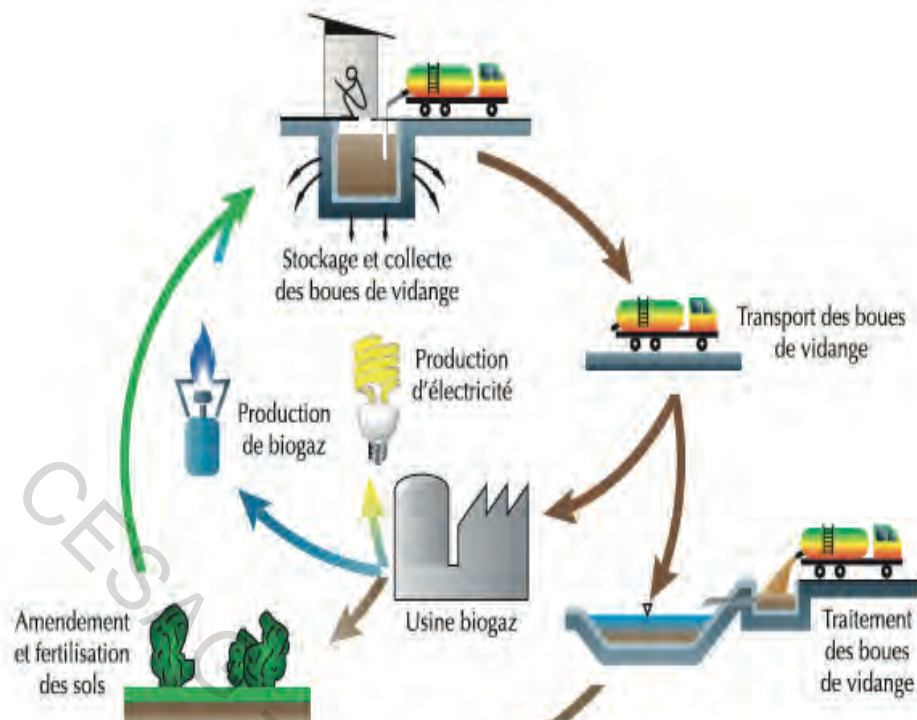 Stockage et collecte
des boues de vidange
Transport des boues
de vidange
Production
d'électricité
Production
de biogaz
Usine biogaz
Amendement
et fertilisation
des sols
Traitement
des boues
de vidange
CESAG